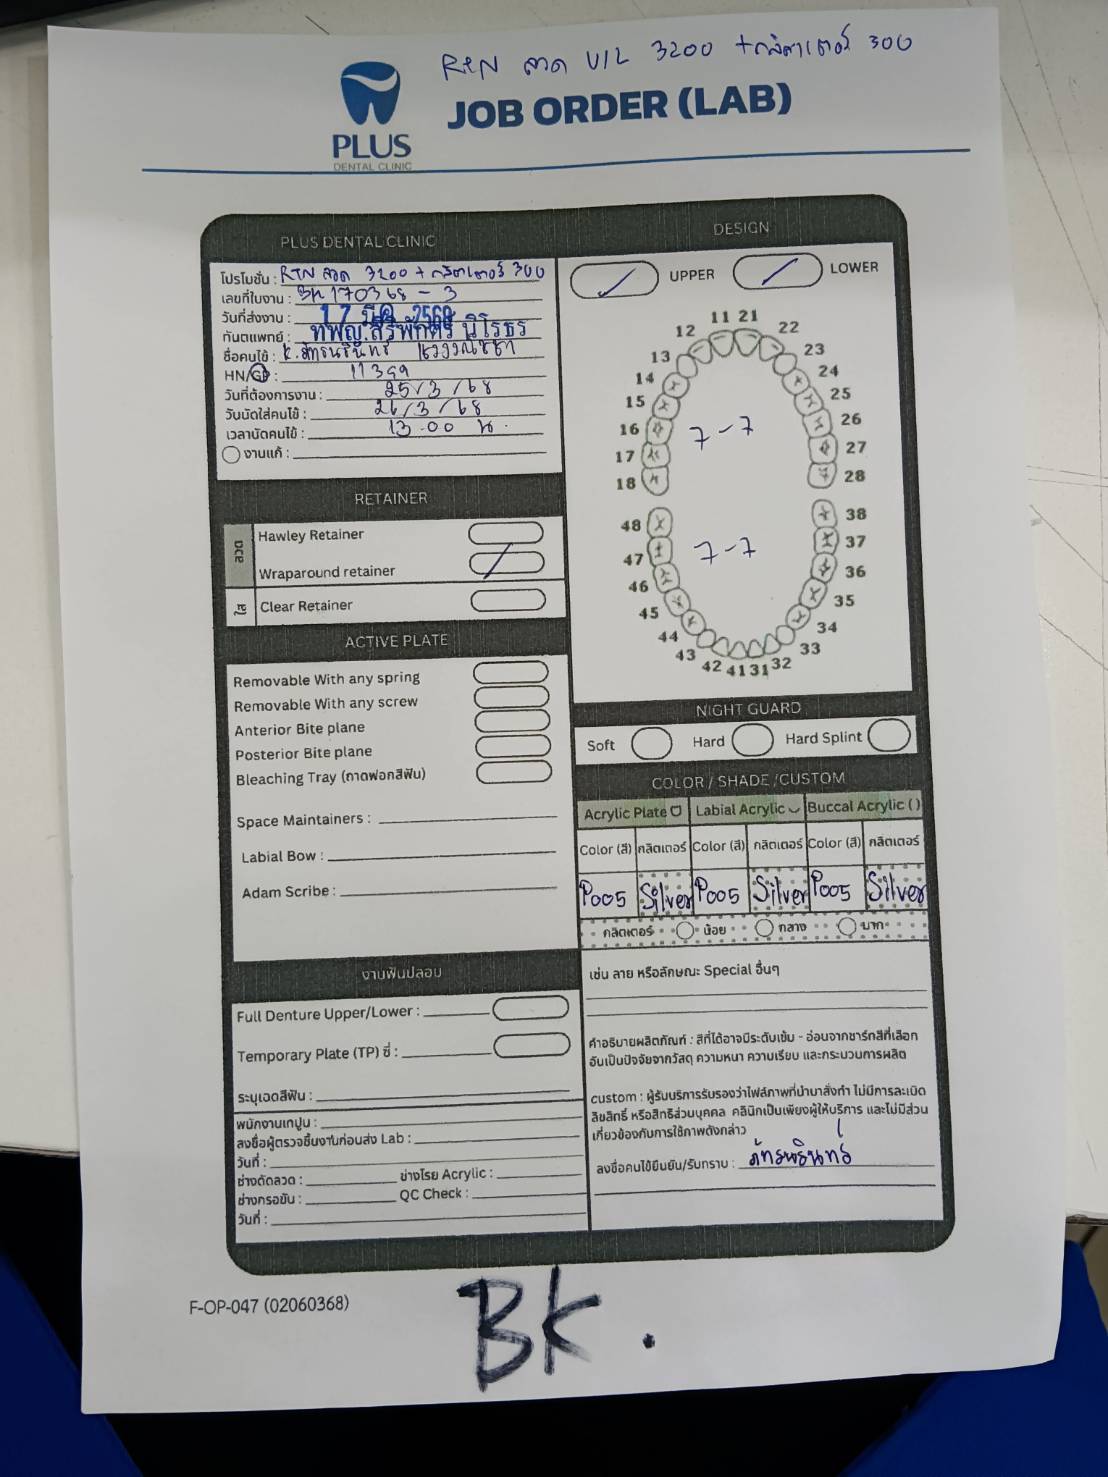 RtN ลวด U/L 3200 +กลิตเตอร์ 300
PLUS
DENTAL CLINIC
JOB ORDER (LAB)
PLUS DENTAL CLINIC
โปรโมชั่น : RTN ลวด 3200 + กลิตเตอร์ 300
เลขที่ใบงาน : BK170368 - 3
วันที่ส่งงาน : 17 มี.ค. 2568
ทันตแพทย์ : ทพญ.สิริพักตร์ นิโรธร
ชื่อคนไข้ : K.ภัทรนรินทร์
HN/GP : 11399
วันที่ต้องการงาน : 25/3/68
วันนัดใส่คนไข้ : 26/3/68
เวลานัดคนไข้ : 13.00 น.
งานแก้ :
DESIGN
UPPER LOWER
11 21
12 22
13 23
14 24
15 25
16 26
17 27
18 28
7-7
48 38
47 37
46 36
45 35
44 34
43 33
42 41 31 32
7-7
RETAINER
ลวด
Hawley Retainer
Wraparound retainer
ใส
Clear Retainer
ACTIVE PLATE
Removable With any spring
Removable With any screw
Anterior Bite plane
Posterior Bite plane
Bleaching Tray (ถาดฟอกสีฟัน)
Space Maintainers :
Labial Bow :
Adam Scribe :
NIGHT GUARD
Soft Hard Hard Splint
COLOR / SHADE /CUSTOM
Acrylic Plate Labial Acrylic Buccal Acrylic ( )
Color (สี) กลิตเตอร์ Color (สี) กลิตเตอร์ Color (สี) กลิตเตอร์
P005 Silver P005 Silver P005 Silver
กลิตเตอร์ น้อย กลาง มาก
เช่น ลาย หรือลักษณะ Special อื่นๆ
คำอธิบายผลิตภัณฑ์ : สีที่ได้อาจมีระดับเข้ม - อ่อนจากชาร์ทสีที่เลือก
อันเป็นปัจจัยจากวัสดุ ความหนา ความเรียบ และกระบวนการผลิต
custom : ผู้รับบริการรับรองว่าไฟล์ภาพที่นำมาสั่งทำ ไม่มีการละเมิด
ลิขสิทธิ์ หรือสิทธิส่วนบุคคล คลินิกเป็นเพียงผู้ให้บริการ และไม่มีส่วน
เกี่ยวข้องกับการใช้ภาพดังกล่าว
ลงชื่อคนไข้ยืนยัน/รับทราบ : ภัทรนรินทร์
งานฟันปลอม
Full Denture Upper/Lower :
Temporary Plate (TP) ซี่ :
ระบุเฉดสีฟัน :
พนักงานเทปูน :
ลงชื่อผู้ตรวจชิ้นงานก่อนส่ง Lab :
วันที่ :
ช่างดัดลวด : ช่างโรย Acrylic :
ช่างกรอขัด : QC Check :
วันที่ :
F-OP-047 (02060368)
BK.